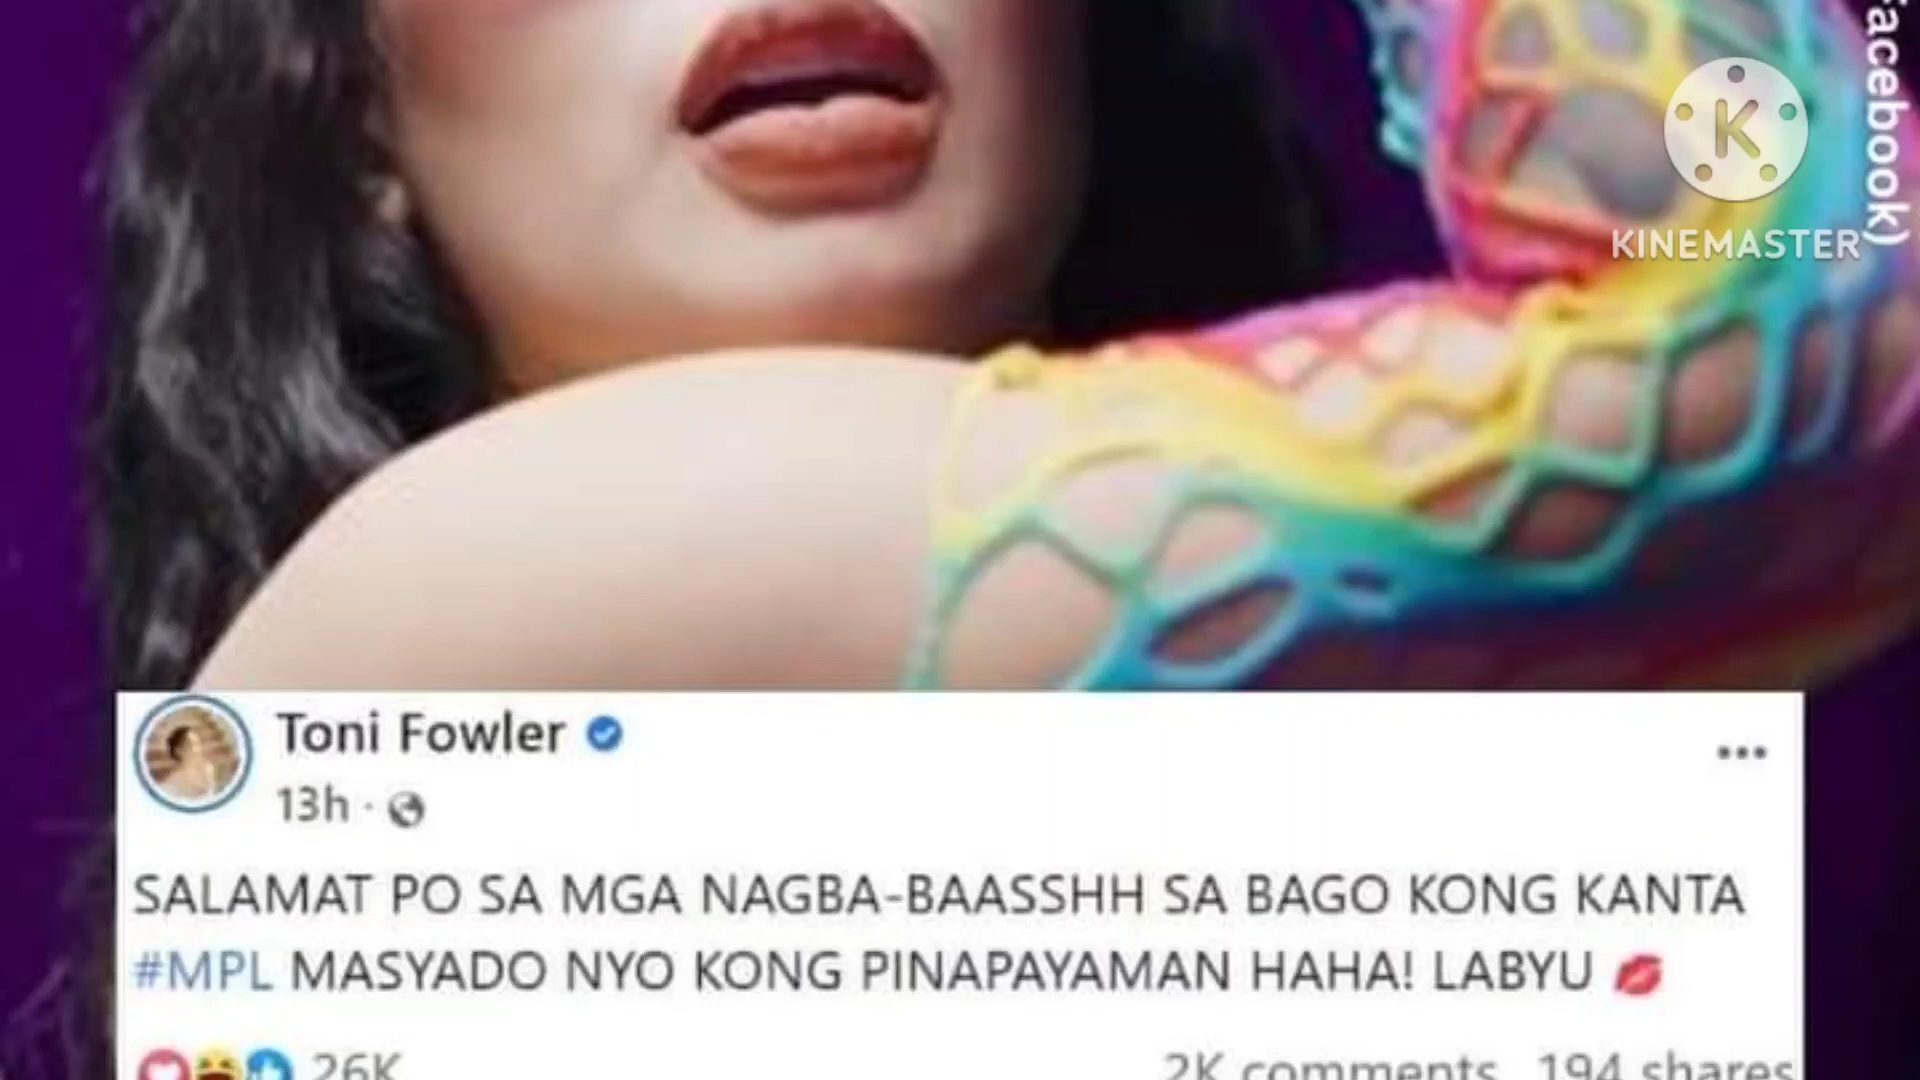 Facebook)
K
KINEMASTER
Toni Fowler
13h ·
SALAMAT PO SA MGA NAGBA-BAASSHH SA BAGO KONG KANTA
#MPL MASYADO NYO KONG PINAPAYAMAN HAHA! LABYU 💋
26K 2K comments 194 shares